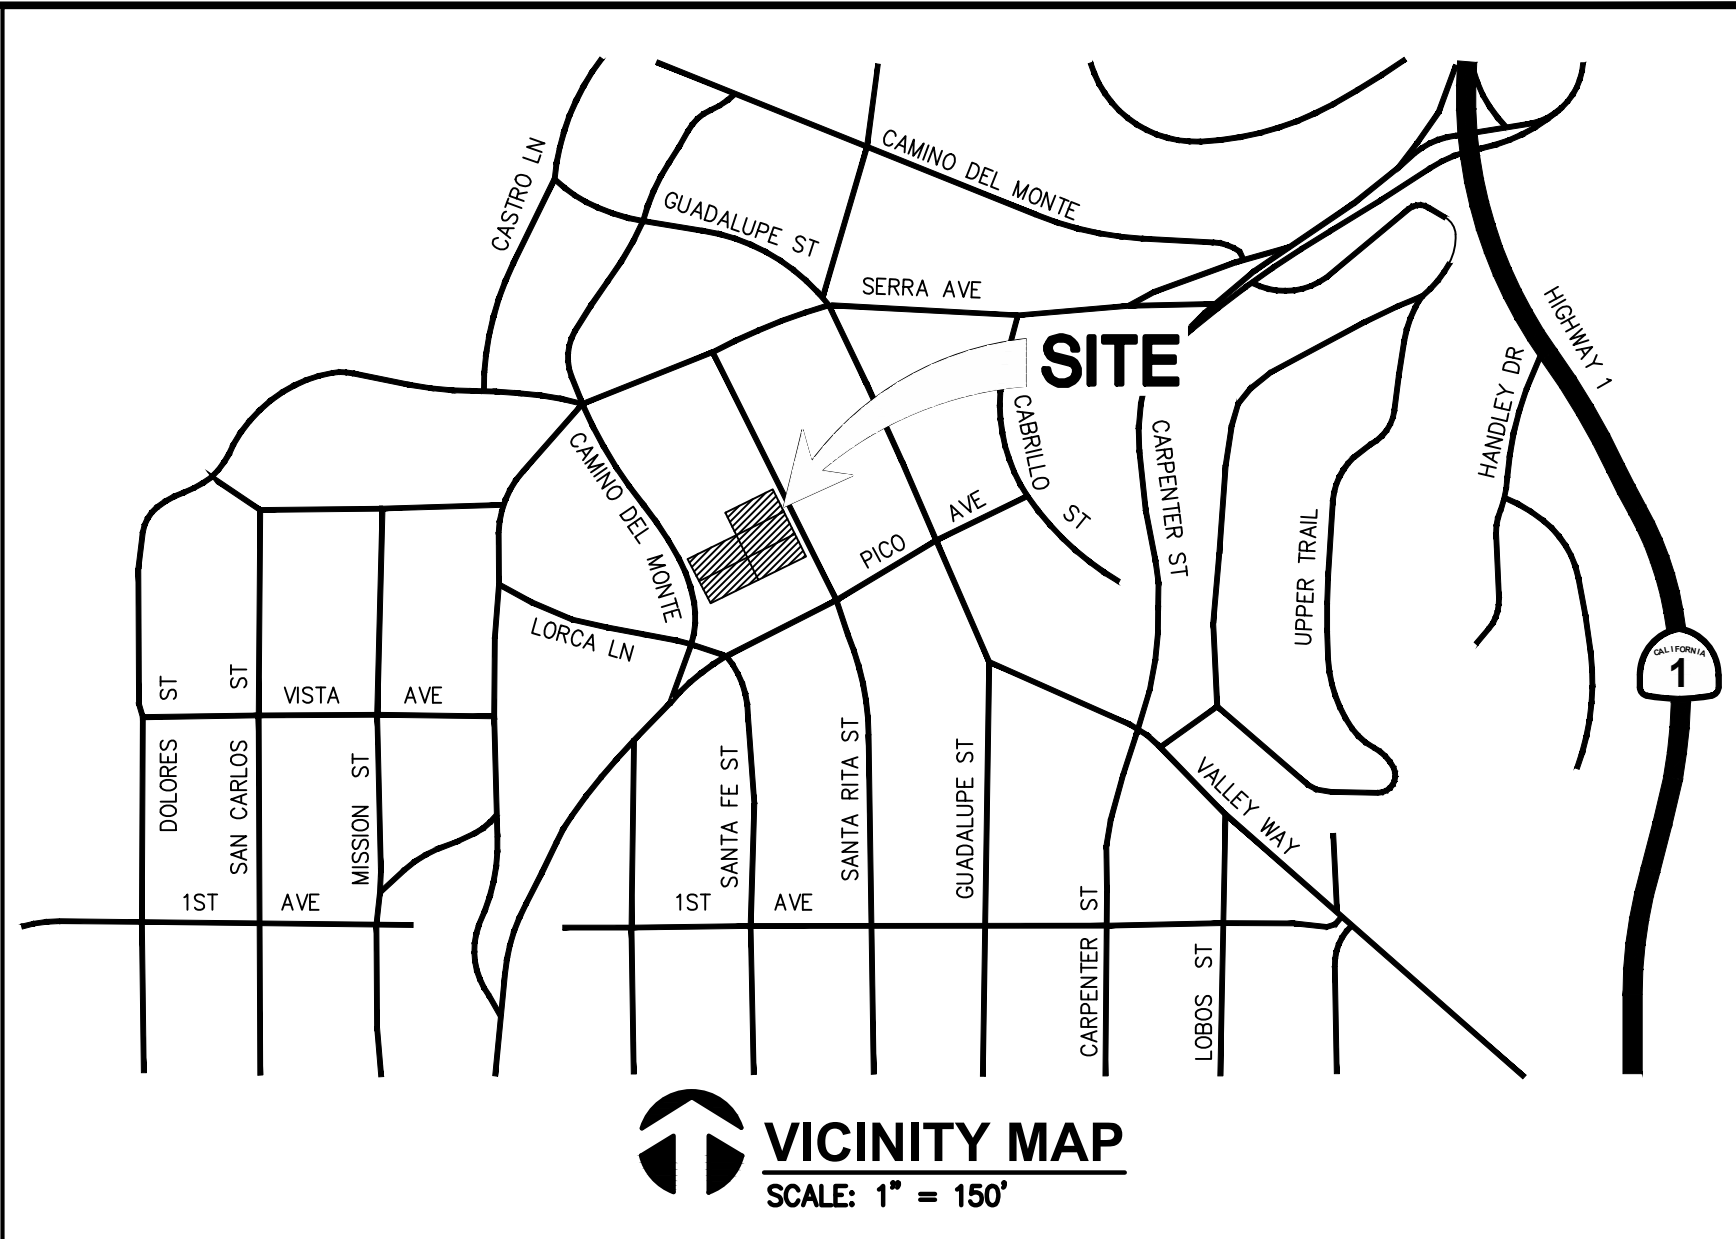 CASTRO LN
CAMINO DEL MONTE
GUADALUPE ST
SERRA AVE
SITE
HIGHWAY 1
HANDLEY DR
CABRILLO ST
CARPENTER ST
CAMINO DEL MONTE
PICO AVE
UPPER TRAIL
LORCA LN
CALIFORNIA
1
DOLORES ST
SAN CARLOS ST
VISTA AVE
MISSION ST
SANTA FE ST
SANTA RITA ST
GUADALUPE ST
VALLEY WAY
1ST AVE
1ST AVE
CARPENTER ST
LOBOS ST
VICINITY MAP
SCALE: 1" = 150'